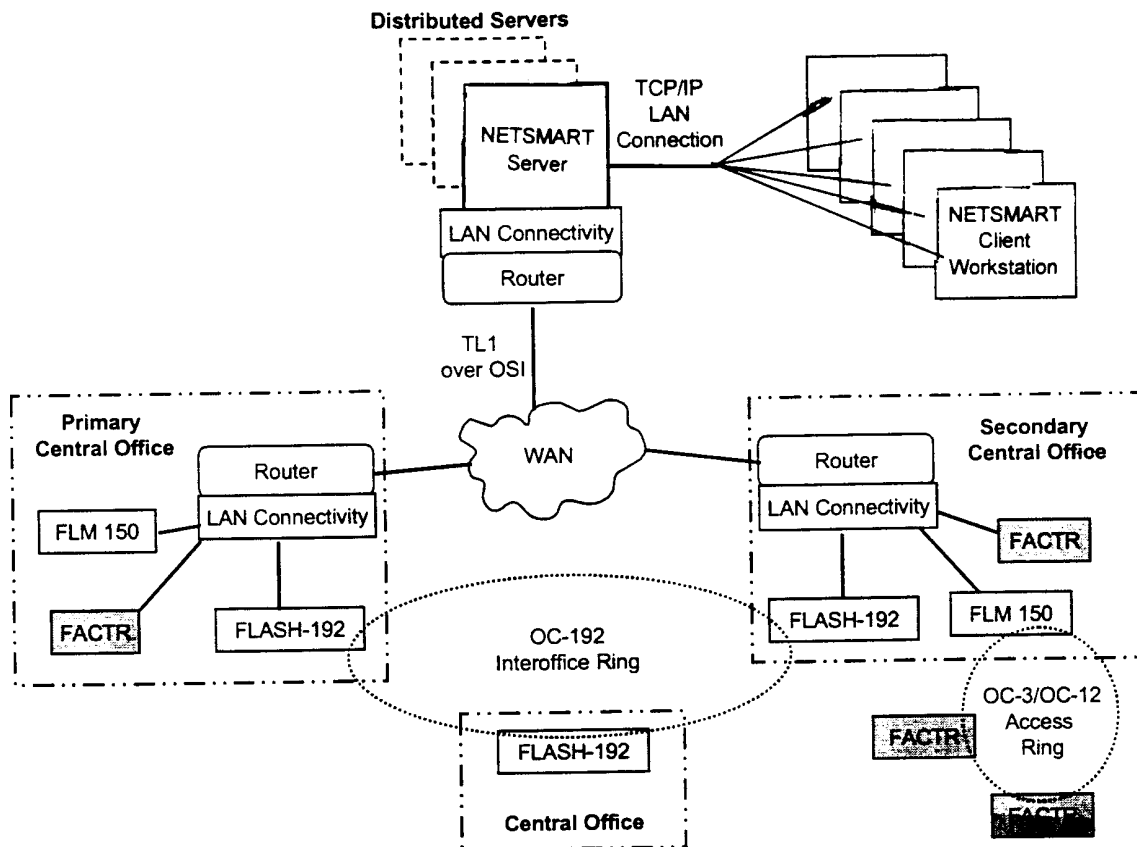 Distributed Servers
NETSMART
Server
TCP/IP
LAN
Connection
NETSMART
Client
Workstation
LAN Connectivity
Router
TL1
over OSI
WAN
Primary
Central Office
Router
LAN Connectivity
FLM 150
FACTR
FLASH-192
Secondary
Central Office
Router
LAN Connectivity
FACTR
FLASH-192
FLM 150
OC-192
Interoffice Ring
OC-3/OC-12
Access
Ring
FACTR
FACTR
FLASH-192
Central Office